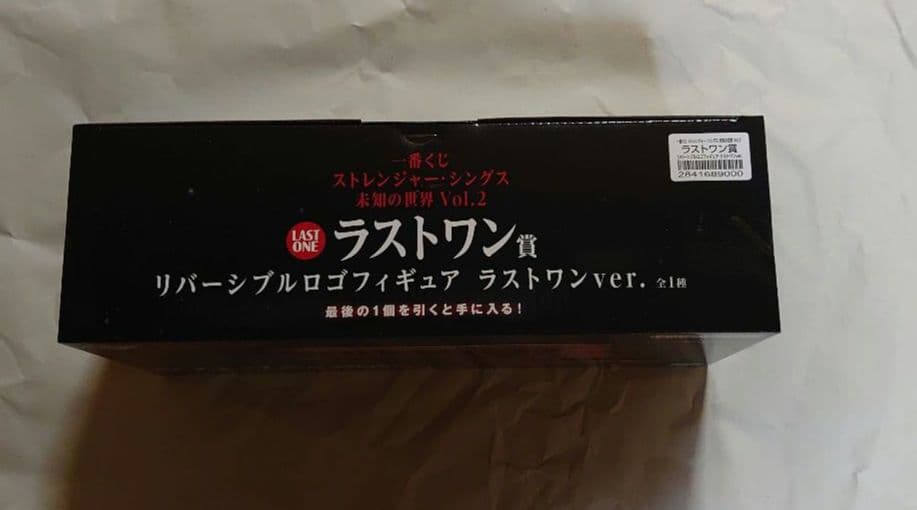 一番くじ
ストレンジャー・シングス
未知の世界 Vol.2
LAST
ONE
ラストワン賞
リバーシブルロゴフィギュア ラストワンver. 全1種
最後の1個を引くと手に入る！
ラストワン賞
2841689000